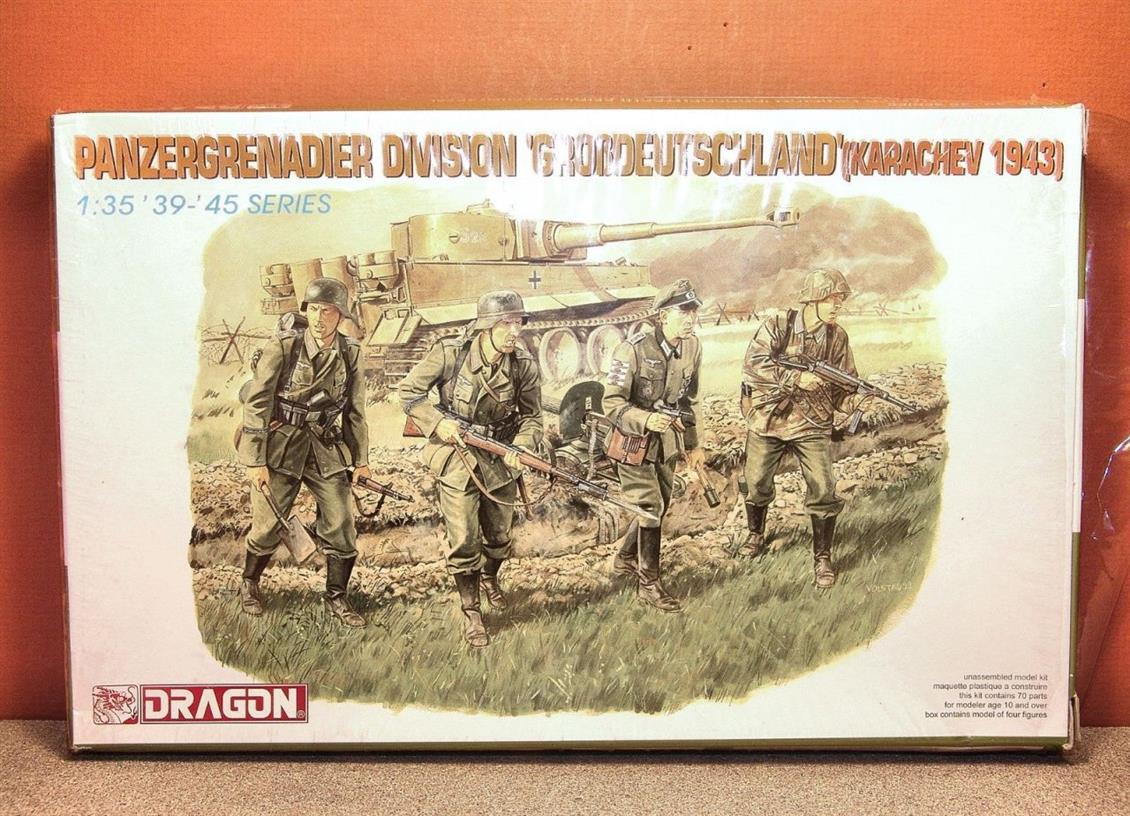 PANZERGRENADIER DIVISION 'GROßDEUTSCHLAND' (KARACHEV 1943)
1:35 '39-'45 SERIES
DRAGON
unassembled model kit
maquette plastique a construire
this kit contains 70 parts
for modeler age 10 and over
box contains model of four figures